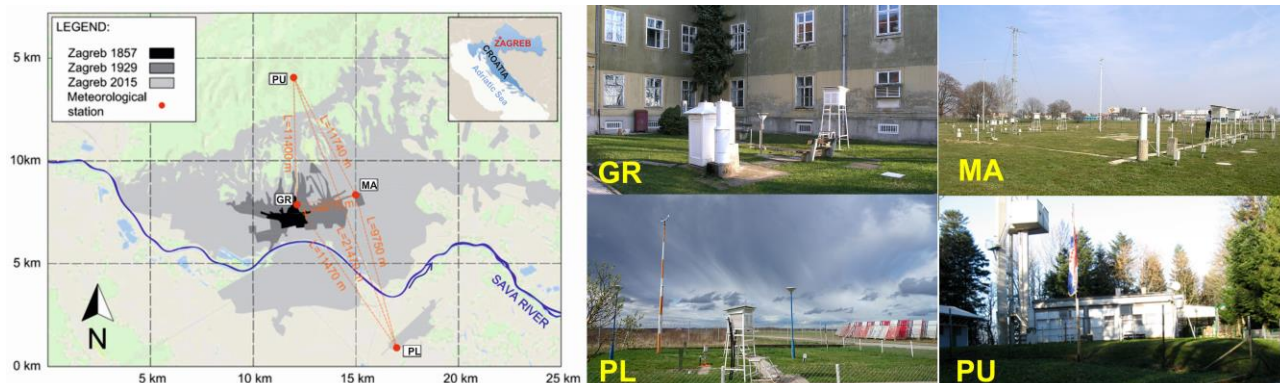 LEGEND:
Zagreb 1857
Zagreb 1929
Zagreb 2015
Meteorological
station
ZAGREB
CROATIA
Adriatic Sea
5 km
10km
5 km
0 km
5 km
10 km
15 km
20 km
25 km
PU
GR
MA
PL
L=11740 m
L=9750 m
L=11470 m
SAVA RIVER
N
GR
MA
PL
PU